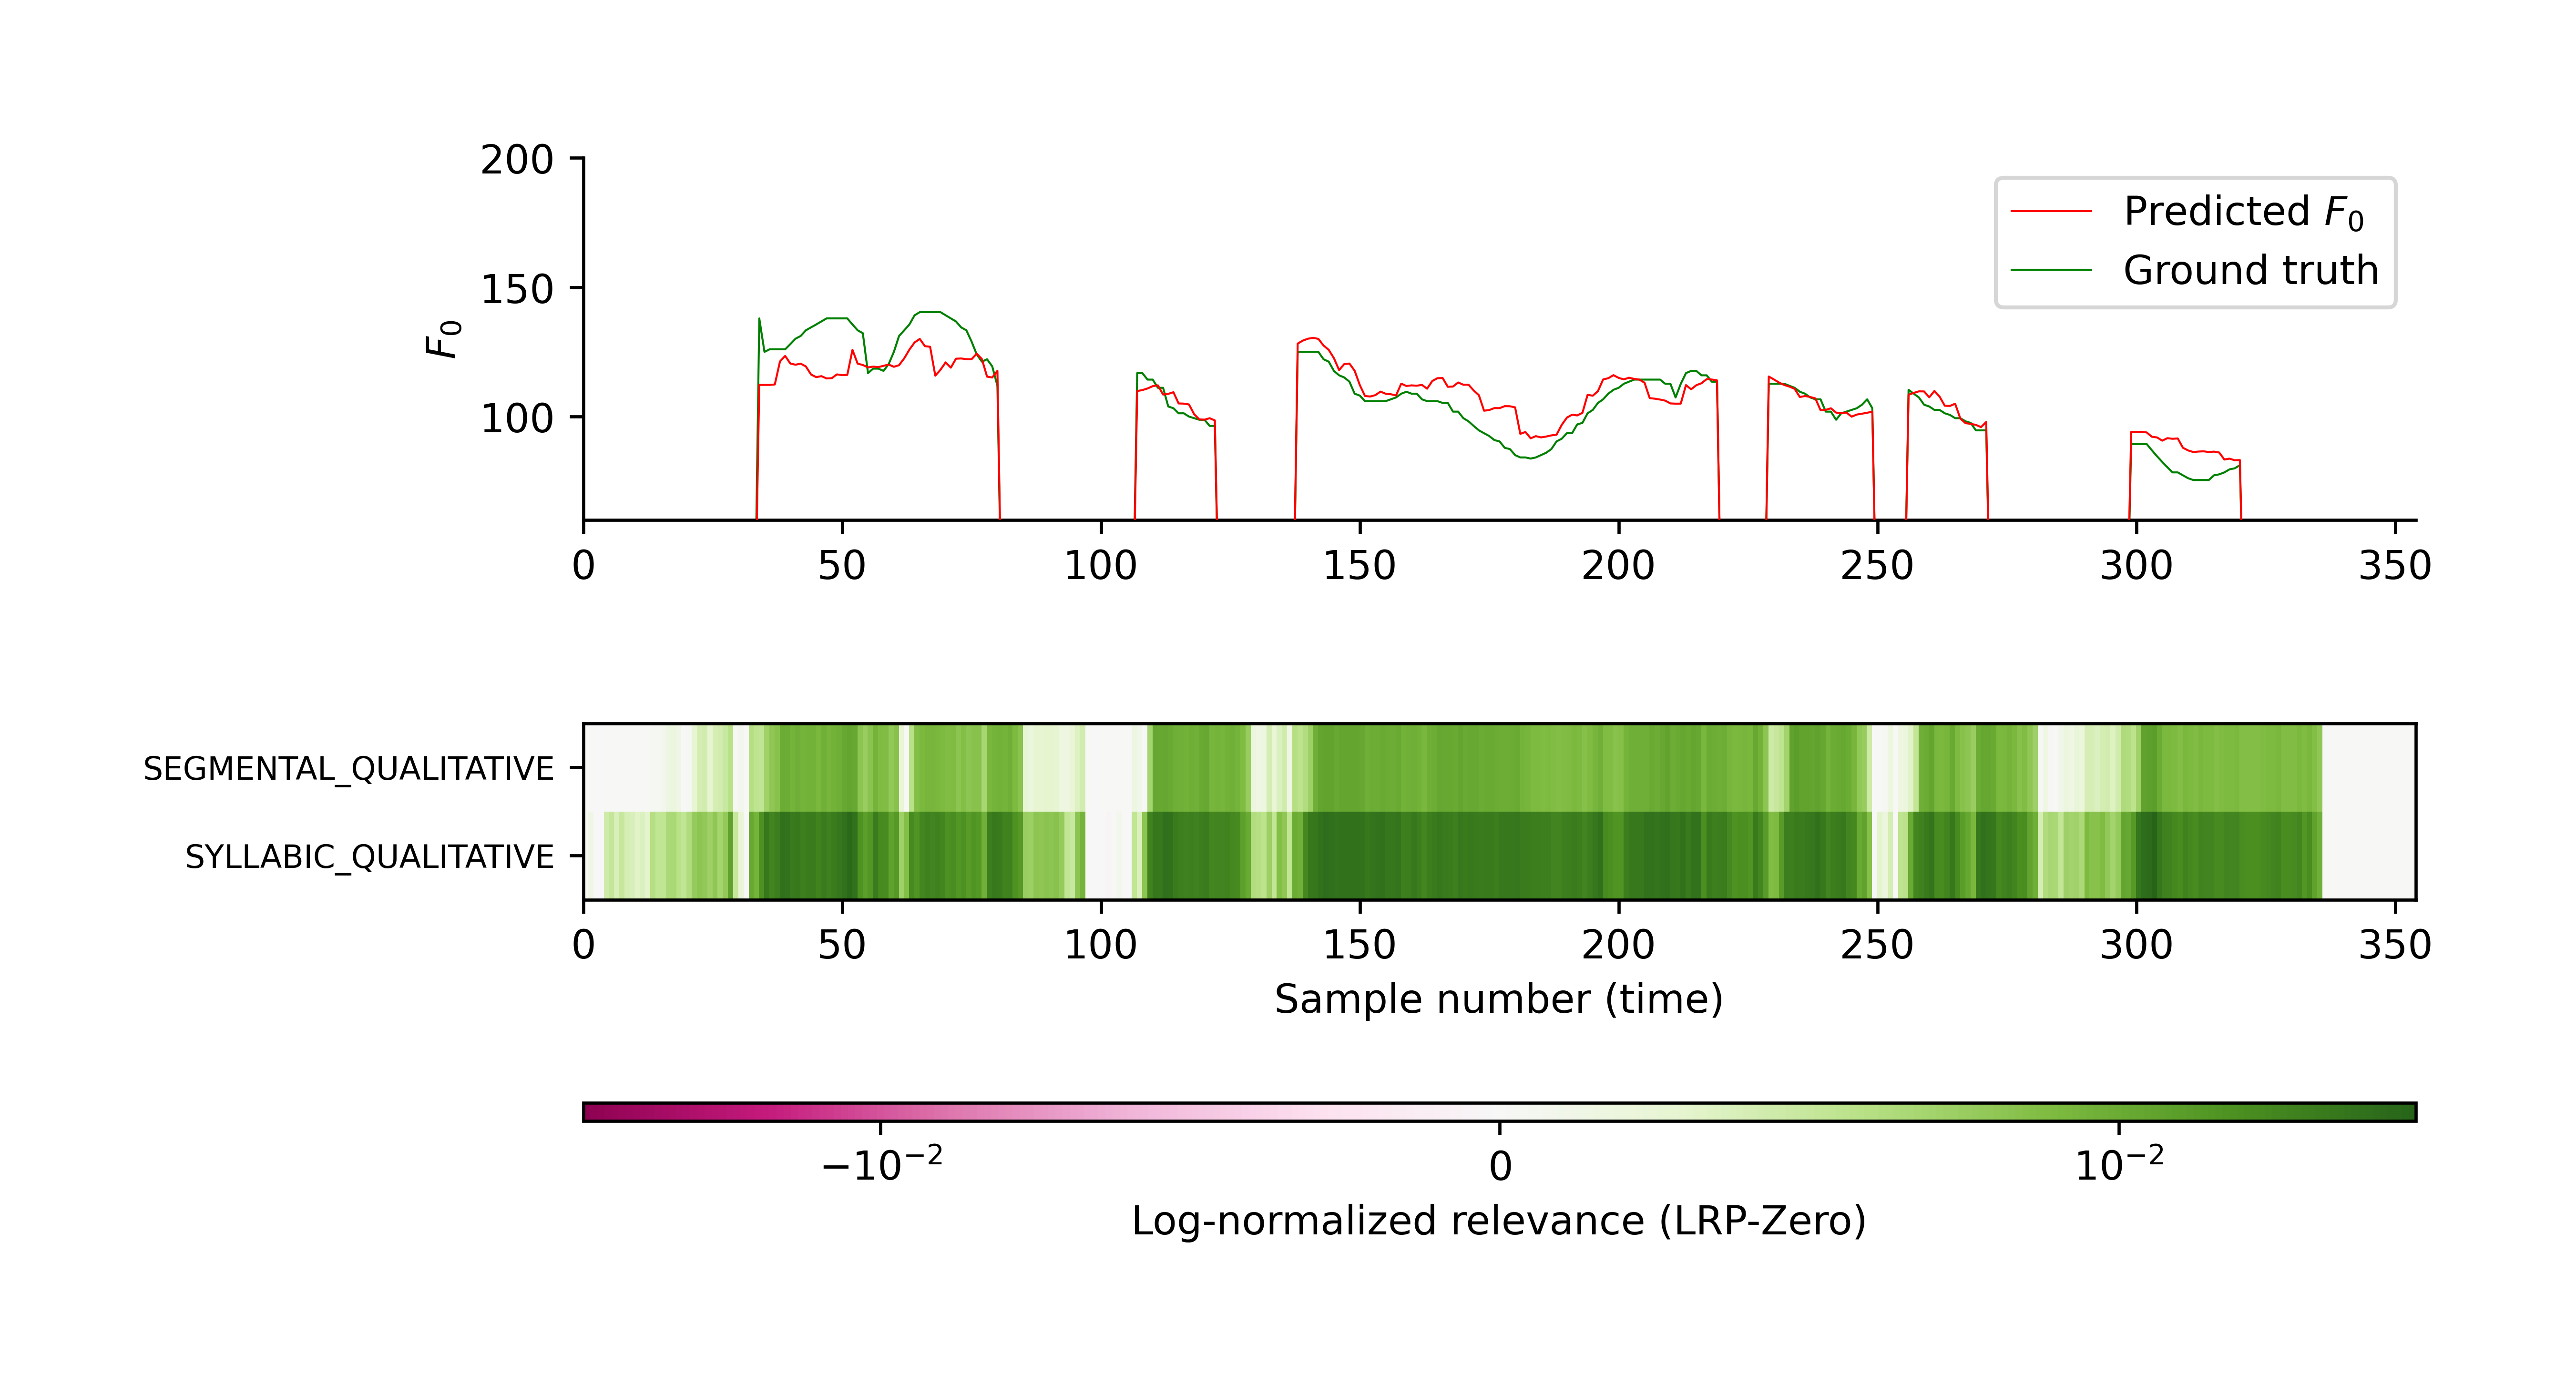 200
150
100
F₀
Predicted F₀
Ground truth
0 50 100 150 200 250 300 350
SEGMENTAL_QUALITATIVE
SYLLABIC_QUALITATIVE
0 50 100 150 200 250 300 350
Sample number (time)
−10⁻² 0 10⁻²
Log-normalized relevance (LRP-Zero)